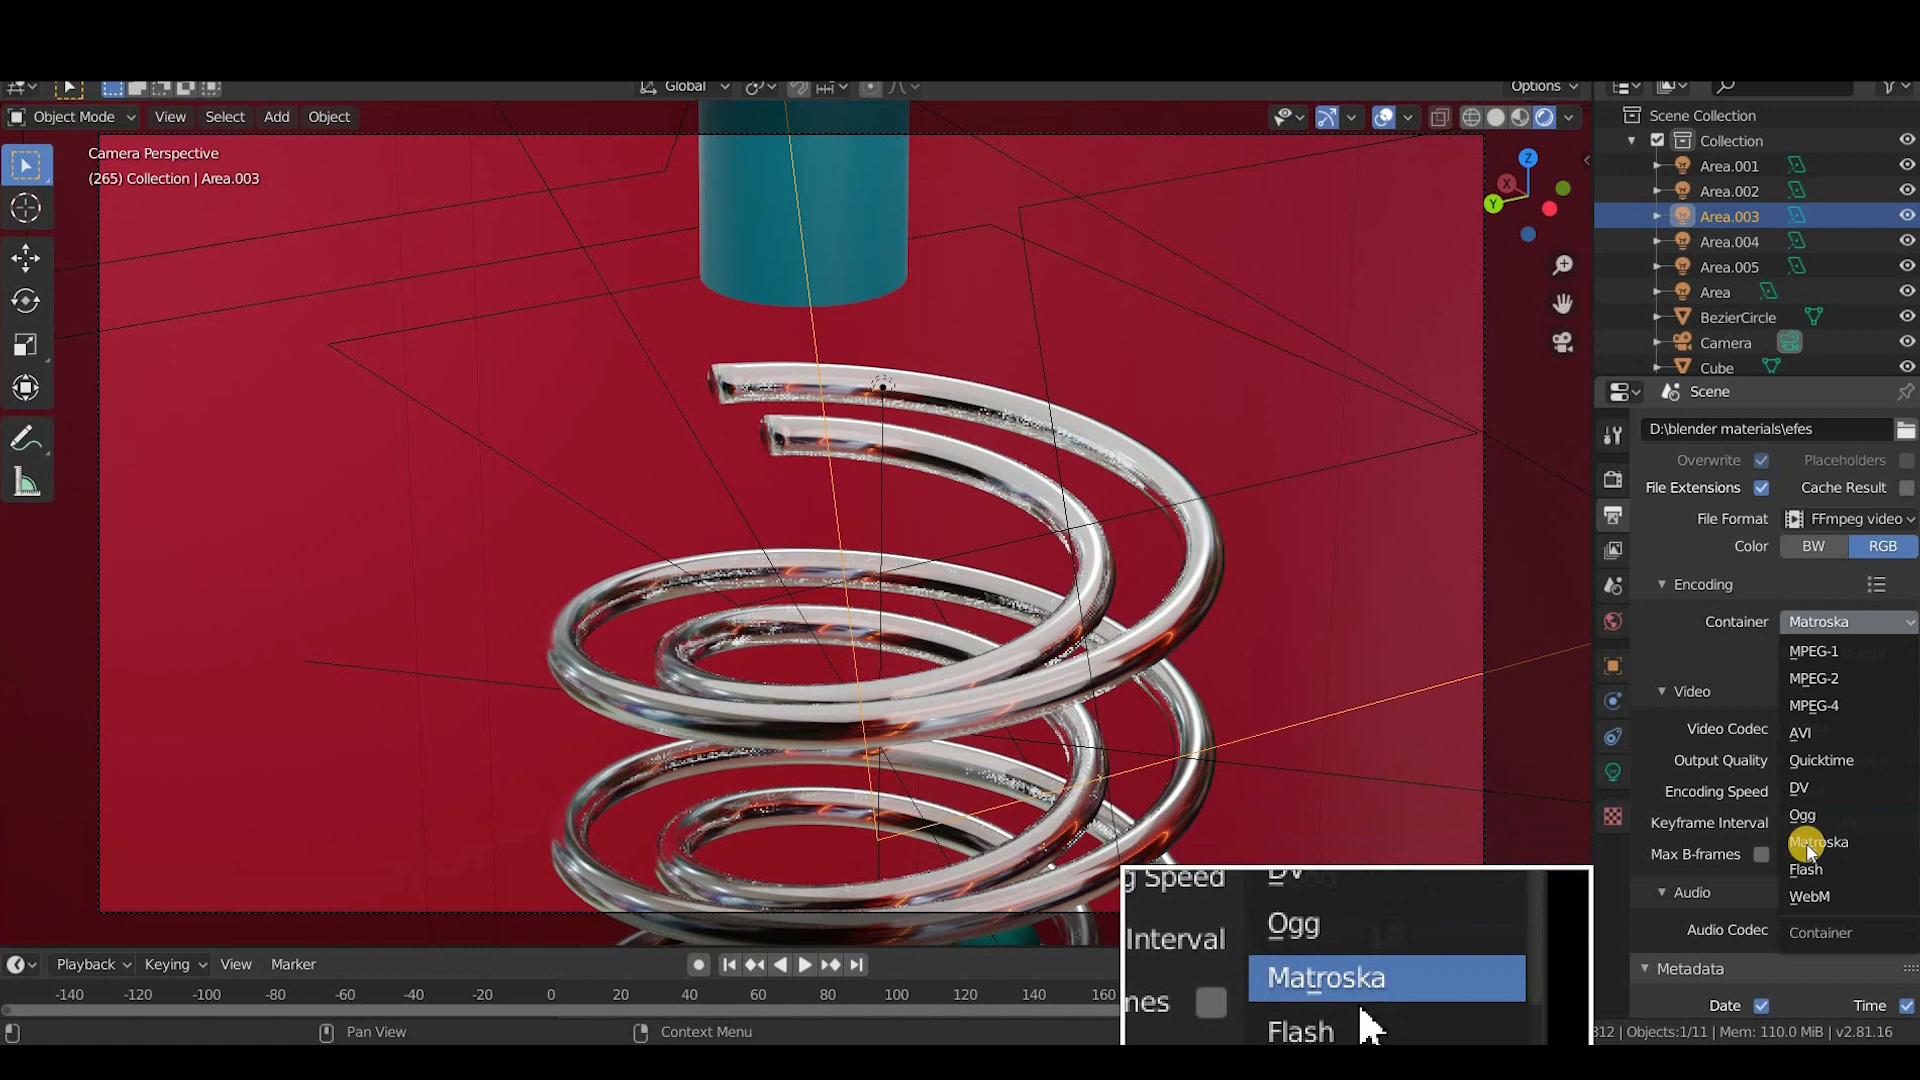 Global
Options
Object Mode
View
Select
Add
Object
Camera Perspective
(265) Collection | Area.003
Z
X
Y
Scene Collection
Collection
Area.001
Area.002
Area.003
Area.004
Area.005
Area
BezierCircle
Camera
Cube
Scene
D:\blender materials\efes
Overwrite
Placeholders
File Extensions
Cache Result
File Format
FFmpeg video
Color
BW
RGB
Encoding
Container
Matroska
MPEG-1
MPEG-2
MPEG-4
AVI
Quicktime
DV
Ogg
Matroska
Flash
WebM
Container
Video
Video Codec
Output Quality
Encoding Speed
Keyframe Interval
Max B-frames
Audio
Audio Codec
Metadata
Date
Time
g Speed
DV
Ogg
Interval
Matroska
nes
Flash
Playback
Keying
View
Marker
-140 -120 -100 -80 -60 -40 -20 0 20 40 60 80 100 120 140 160
Pan View
Context Menu
312 | Objects:1/11 | Mem: 110.0 MiB | v2.81.16